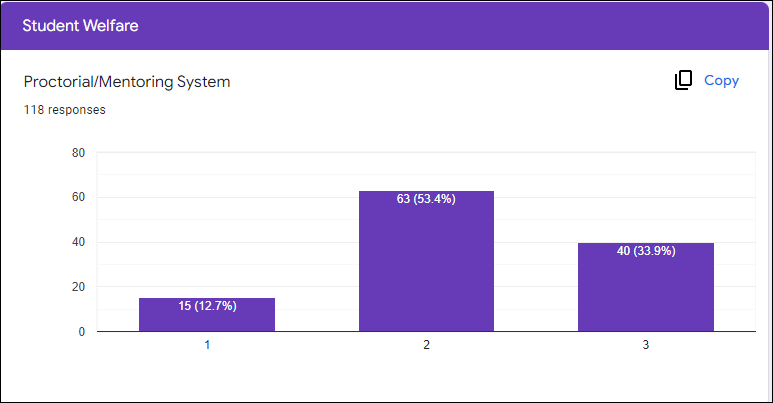 Student Welfare
Proctorial/Mentoring System
Copy
118 responses
80
60
40
20
0
63 (53.4%)
40 (33.9%)
15 (12.7%)
1
2
3